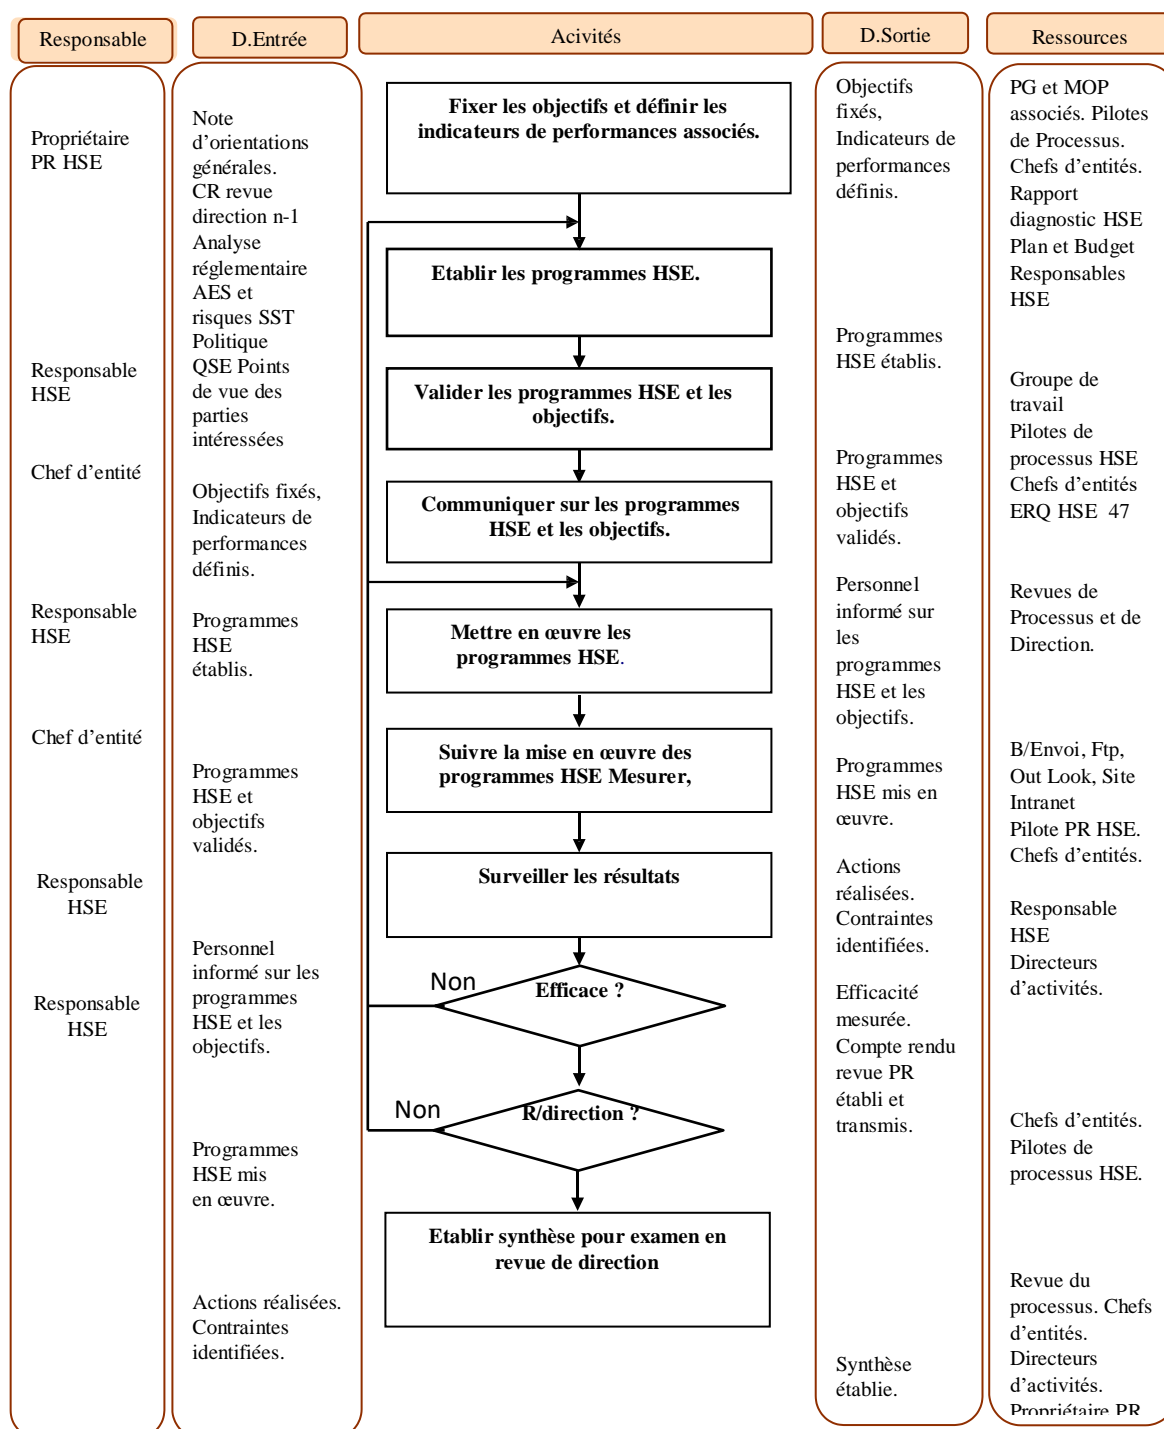 Responsable
D.Entrée
Acivités
D.Sortie
Ressources
Propriétaire
PR HSE
Responsable
HSE
Chef d’entité
Responsable
HSE
Chef d’entité
Responsable
HSE
Responsable
HSE
Note
d’orientations
générales.
CR revue
direction n-1
Analyse
réglementaire
AES et
risques SST
Politique
QSE Points
de vue des
parties
intéressées
Objectifs fixés,
Indicateurs de
performances
définis.
Programmes
HSE
établis.
Programmes
HSE et
objectifs
validés.
Personnel
informé sur les
programmes
HSE et les
objectifs.
Programmes
HSE mis
en œuvre.
Actions réalisées.
Contraintes
identifiées.
Fixer les objectifs et définir les
indicateurs de performances associés.
Etablir les programmes HSE.
Valider les programmes HSE et les
objectifs.
Communiquer sur les programmes
HSE et les objectifs.
Mettre en œuvre les
programmes HSE.
Suivre la mise en œuvre des
programmes HSE Mesurer,
Surveiller les résultats
Non
Efficace ?
Non
R/direction ?
Etablir synthèse pour examen en
revue de direction
Objectifs
fixés,
Indicateurs de
performances
définis.
Programmes
HSE établis.
Programmes
HSE et
objectifs
validés.
Personnel
informé sur
les
programmes
HSE et les
objectifs.
Programmes
HSE mis en
œuvre.
Actions
réalisées.
Contraintes
identifiées.
Efficacité
mesurée.
Compte rendu
revue PR
établi et
transmis.
Synthèse
établie.
PG et MOP
associés. Pilotes
de Processus.
Chefs d’entités.
Rapport
diagnostic HSE
Plan et Budget
Responsables
HSE
Groupe de
travail
Pilotes de
processus HSE
Chefs d’entités
ERQ HSE 47
Revues de
Processus et de
Direction.
B/Envoi, Ftp,
Out Look, Site
Intranet
Pilote PR HSE.
Chefs d’entités.
Responsable
HSE
Directeurs
d’activités.
Chefs d’entités.
Pilotes de
processus HSE.
Revue du
processus. Chefs
d’entités.
Directeurs
d’activités.
Propriétaire PR